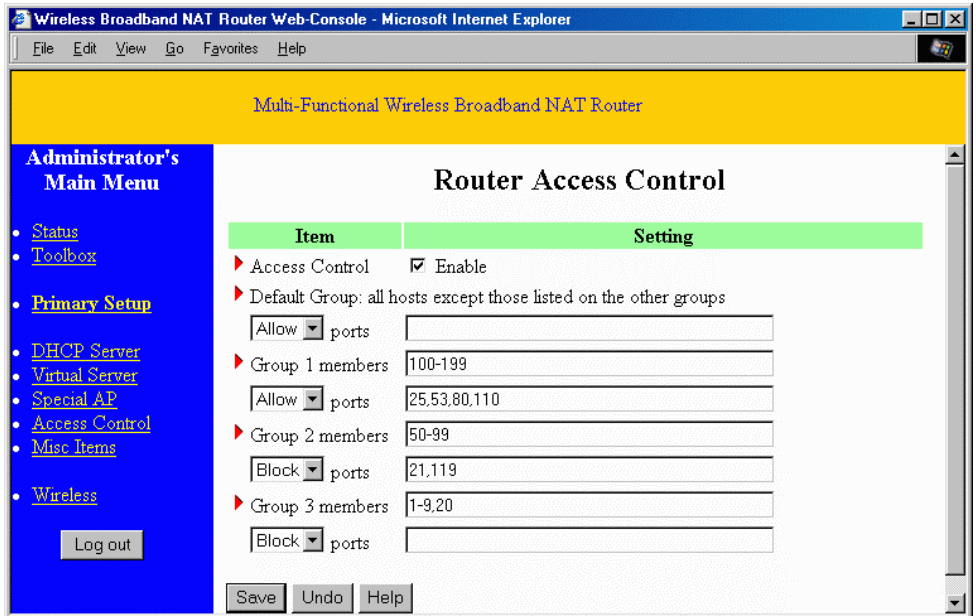 Wireless Broadband NAT Router Web-Console - Microsoft Internet Explorer
File Edit View Go Favorites Help
Multi-Functional Wireless Broadband NAT Router
Administrator's
Main Menu
Status
Toolbox
Primary Setup
DHCP Server
Virtual Server
Special AP
Access Control
Misc Items
Wireless
Log out
Router Access Control
Item Setting
Access Control Enable
Default Group: all hosts except those listed on the other groups
Allow ports
Group 1 members 100-199
Allow ports 25,53,80,110
Group 2 members 50-99
Block ports 21,119
Group 3 members 1-9,20
Block ports
Save Undo Help